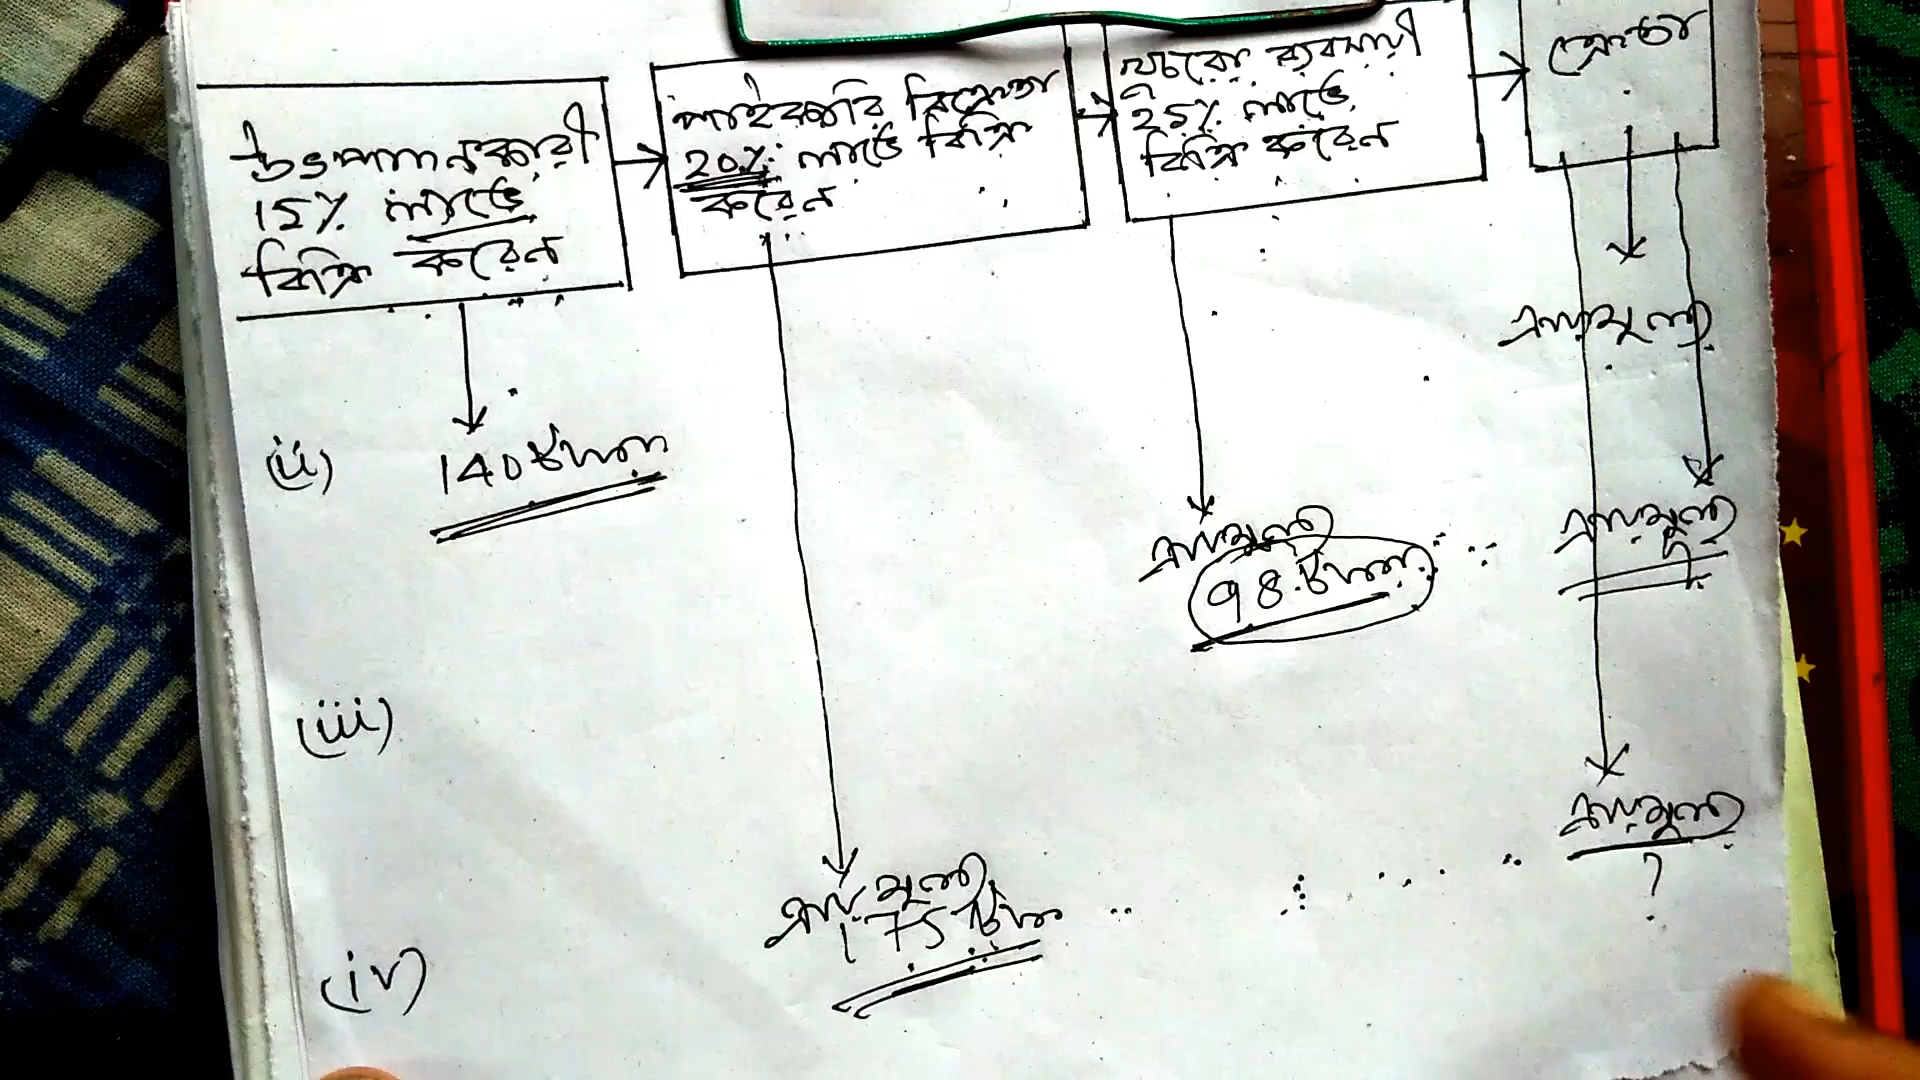 উৎপাদনকারী
15% লাভে
বিক্রি করেন
পাইকারি বিক্রেতা
20% লাভে বিক্রি
করেন
খুচরো ব্যবসায়ী
25% লাভে
বিক্রি করেন
ক্রেতা
ক্রয়মূল্য
(ii) 140 টাকা
ক্রয়মূল্য
98 টাকা
ক্রয়মূল্য
(iii)
ক্রয়মূল্য
?
ক্রয়মূল্য
175 টাকা
(iv)